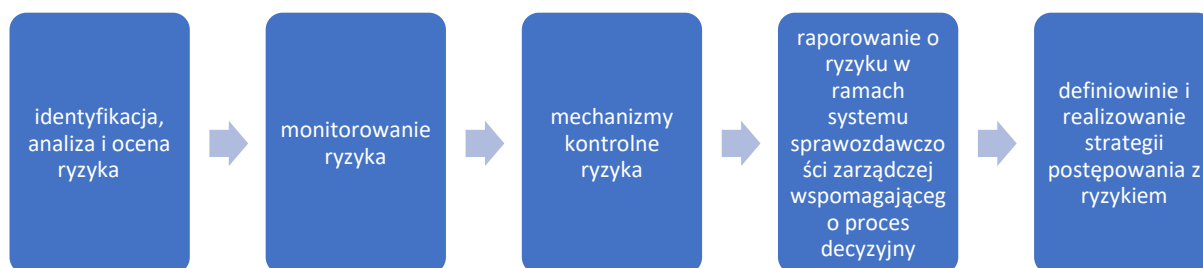 identyfikacja,
analiza i ocena
ryzyka
monitorowanie
ryzyka
mechanizmy
kontrolne
ryzyka
raporowanie o
ryzyku w
ramach
systemu
sprawozdawczo
ści zarządczej
wspomagająceg
o proces
decyzyjny
definiowinie i
realizowanie
strategii
postępowania z
ryzykiem